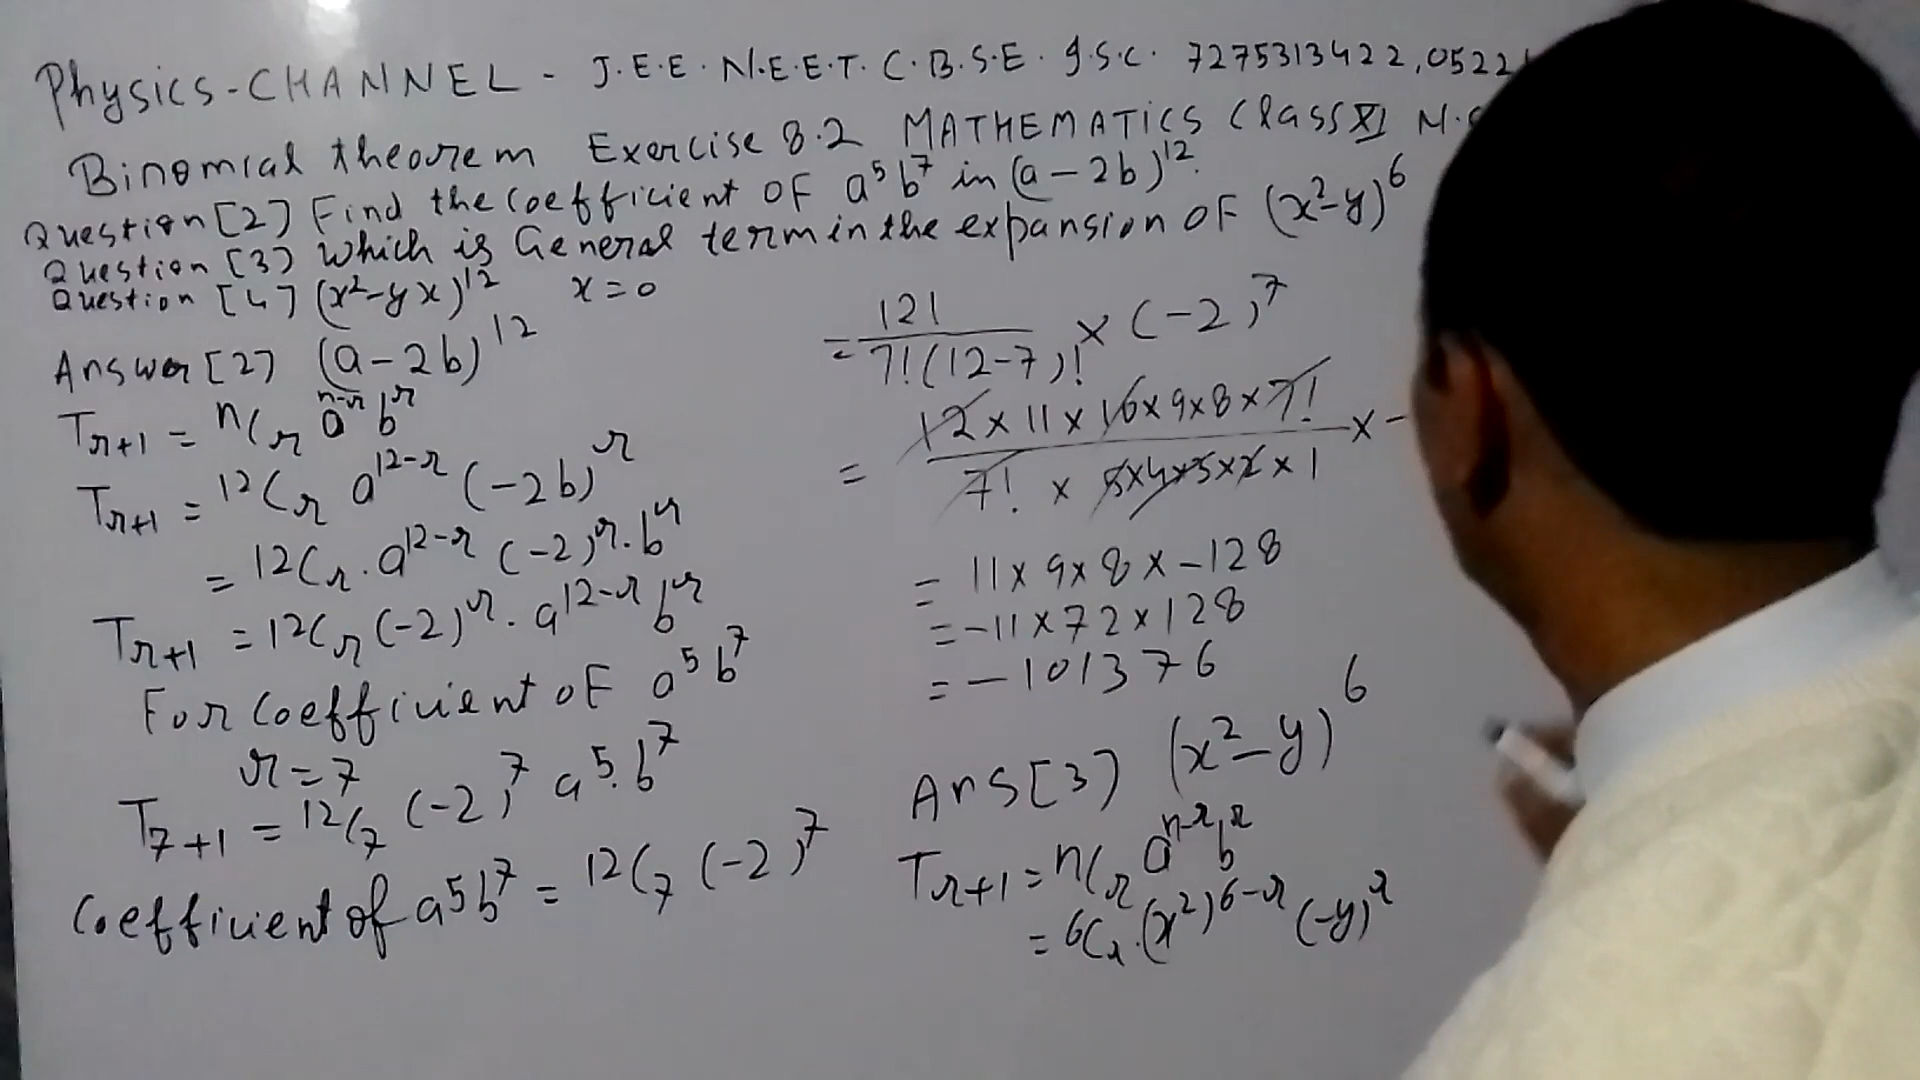 Physics-CHANNEL - J.E.E. N.E.E.T. C.B.S.E. I.S.C. 7275313422,0522
Binomial theorem Exercise 8.2 MATHEMATICS Class XI
Question [2] Find the coefficient OF a⁵b⁷ in (a-2b)¹².
Question [3] Which is General term in the expansion OF (x²-y)⁶
Question [4] (x²-yx)¹² x=0
Answer [2] (a-2b)¹²
Tr+1 = nCr aⁿ⁻ʳ bʳ
Tr+1 = 12Cr a¹²⁻ʳ (-2b)ʳ
= 12Cr . a¹²⁻ʳ (-2)ʳ . bʳ
Tr+1 = 12Cr (-2)ʳ . a¹²⁻ʳ bʳ
For coefficient OF a⁵ b⁷
r = 7
T7+1 = 12C7 (-2)⁷ a⁵ . b⁷
coefficient of a⁵b⁷ = 12C7 (-2)⁷
= 12! / 7!(12-7)! × (-2)⁷
= 12×11×10×9×8×7! / 7! × 5×4×3×2×1 × -
= 11×9×8×-128
= -11×72×128
= -101376
Ans [3] (x²-y)⁶
Tr+1 = nCr aⁿ⁻ʳ bʳ
= 6Cr . (x²)⁶⁻ʳ (-y)ʳ